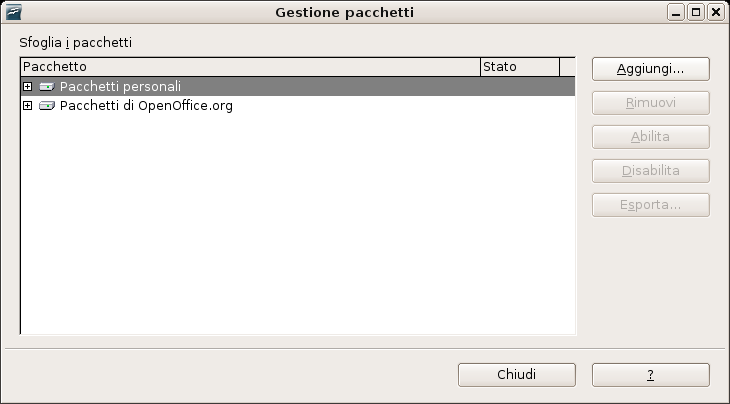 Gestione pacchetti
Sfoglia i pacchetti
Pacchetto Stato
Pacchetti personali
Pacchetti di OpenOffice.org
Aggiungi...
Rimuovi
Abilita
Disabilita
Esporta...
Chiudi ?